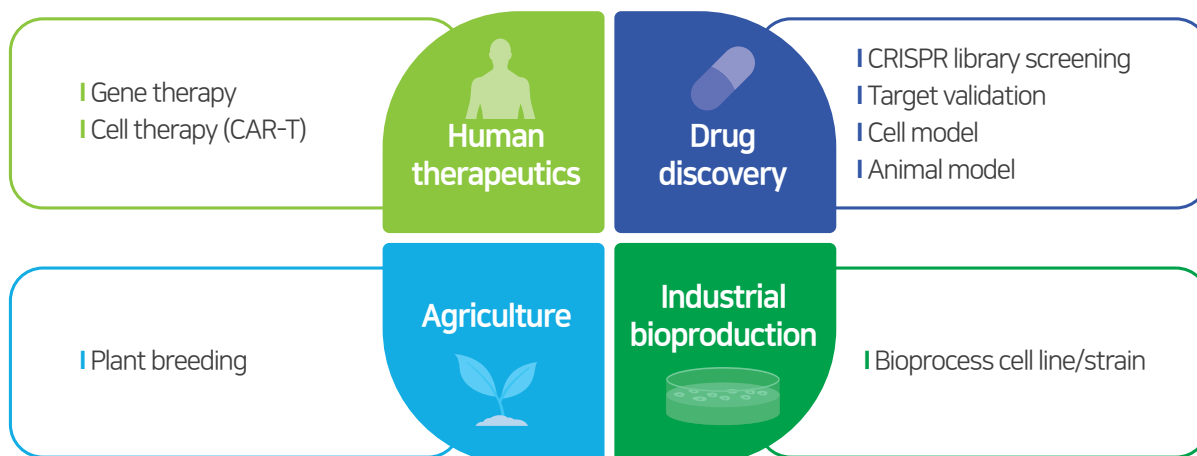 Gene therapy
Cell therapy (CAR-T)
Human
therapeutics
Drug
discovery
CRISPR library screening
Target validation
Cell model
Animal model
Plant breeding
Agriculture
Industrial
bioproduction
Bioprocess cell line/strain